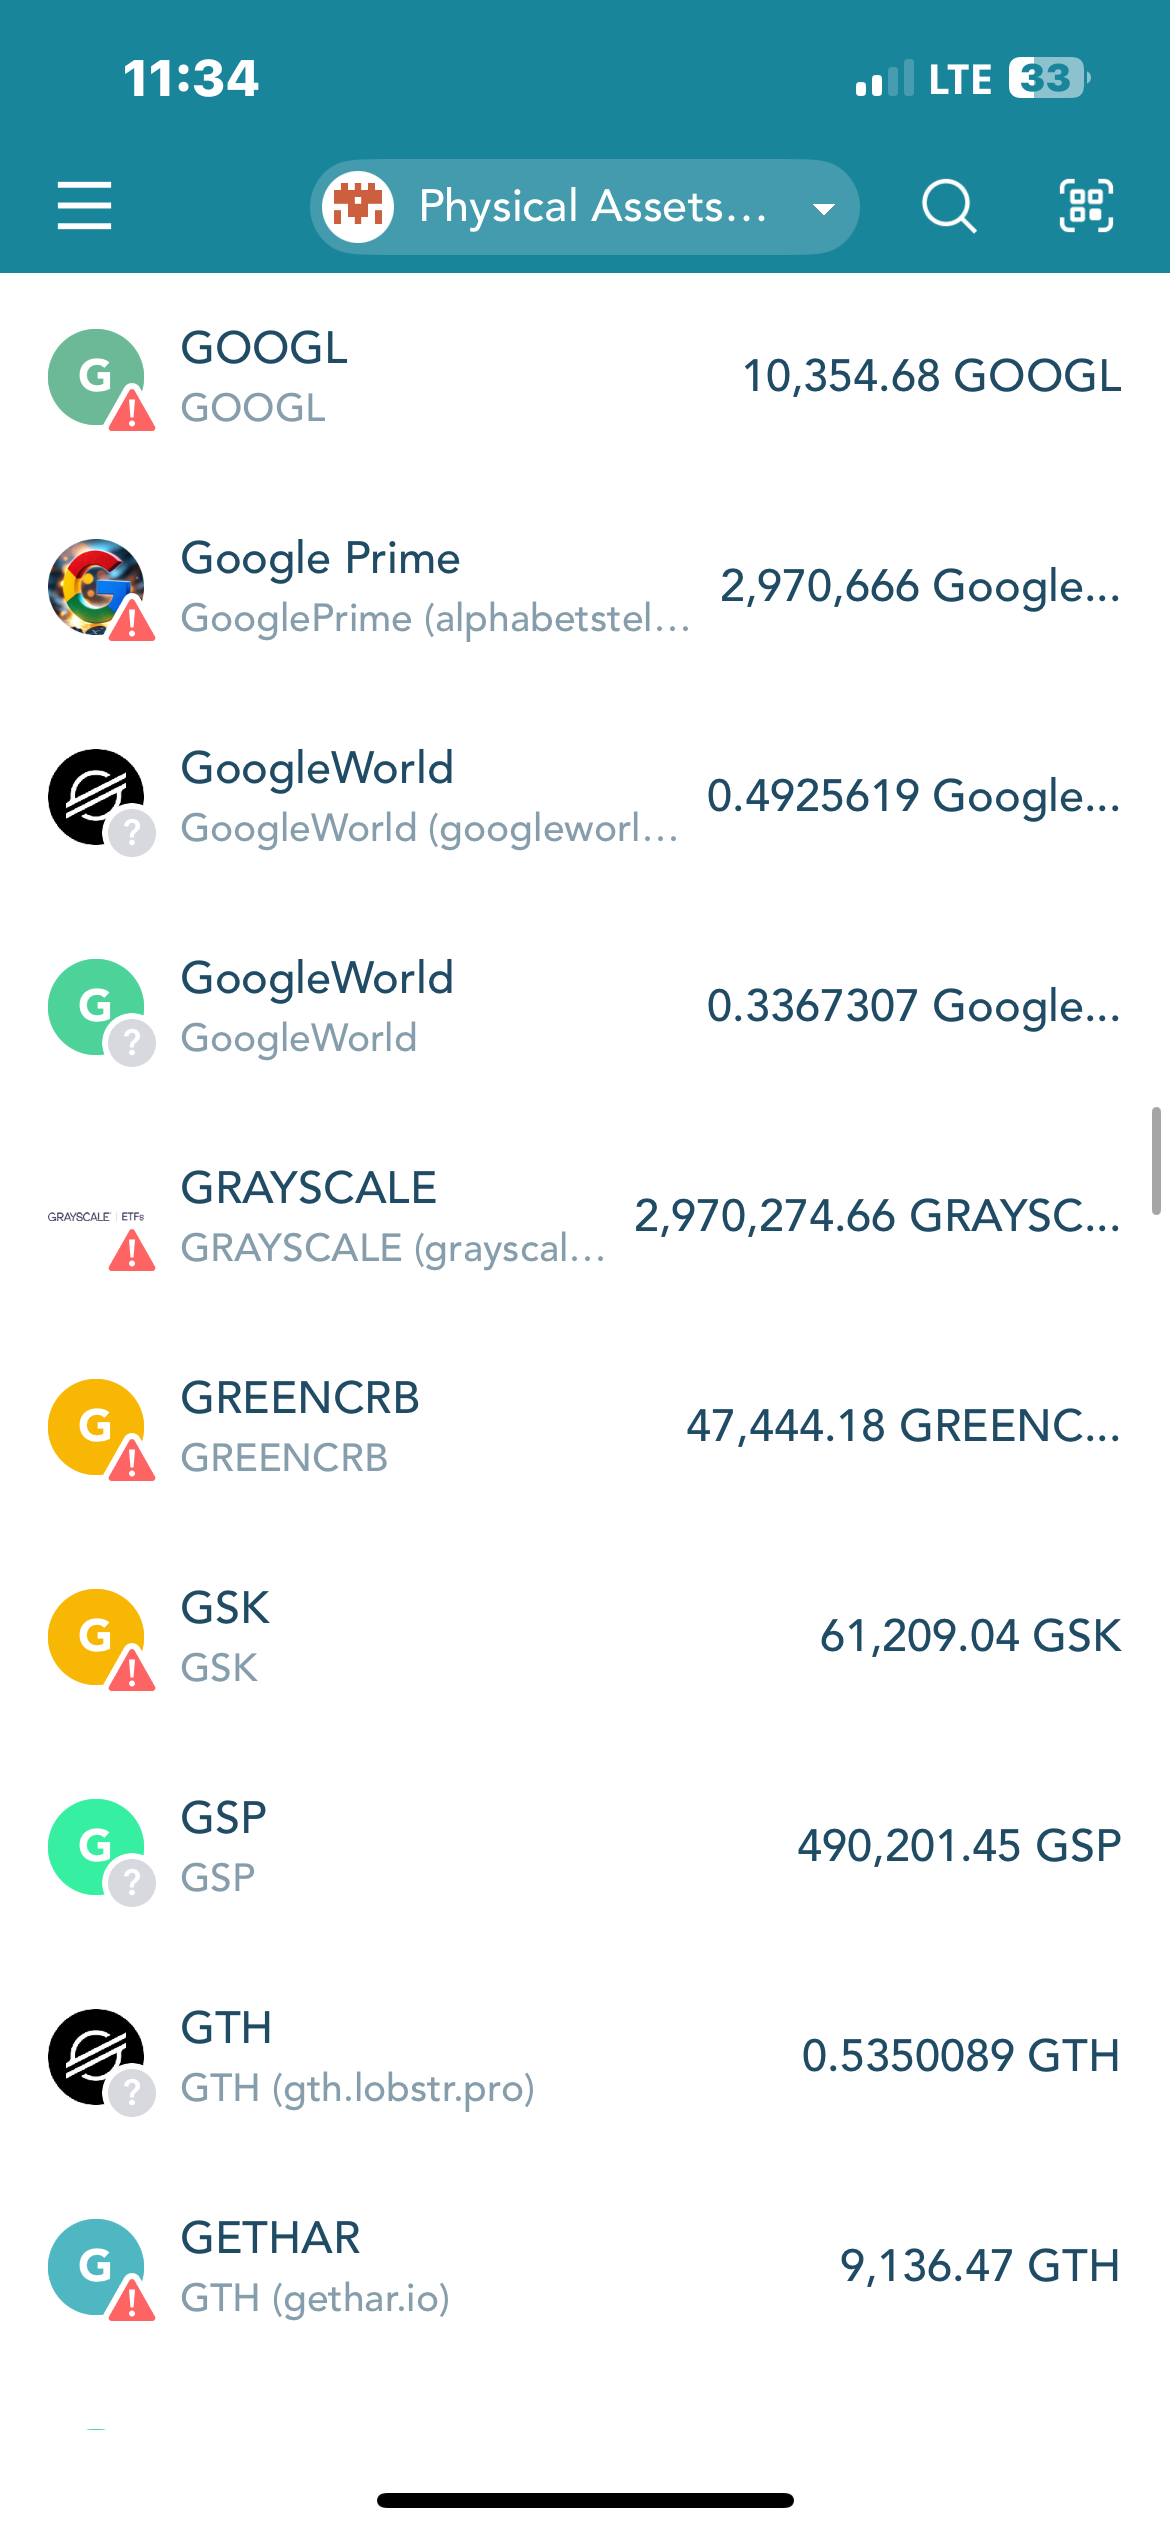 11:34
LTE 33
Physical Assets...
G GOOGL
GOOGL
10,354.68 GOOGL
Google Prime
GooglePrime (alphabetstel...
2,970,666 Google...
GoogleWorld
GoogleWorld (googleworl...
0.4925619 Google...
G GoogleWorld
GoogleWorld
0.3367307 Google...
GRAYSCALE | ETFs
GRAYSCALE
GRAYSCALE (grayscal...
2,970,274.66 GRAYSC...
G GREENCRB
GREENCRB
47,444.18 GREENC...
G GSK
GSK
61,209.04 GSK
G GSP
GSP
490,201.45 GSP
GTH
GTH (gth.lobstr.pro)
0.5350089 GTH
G GETHAR
GTH (gethar.io)
9,136.47 GTH